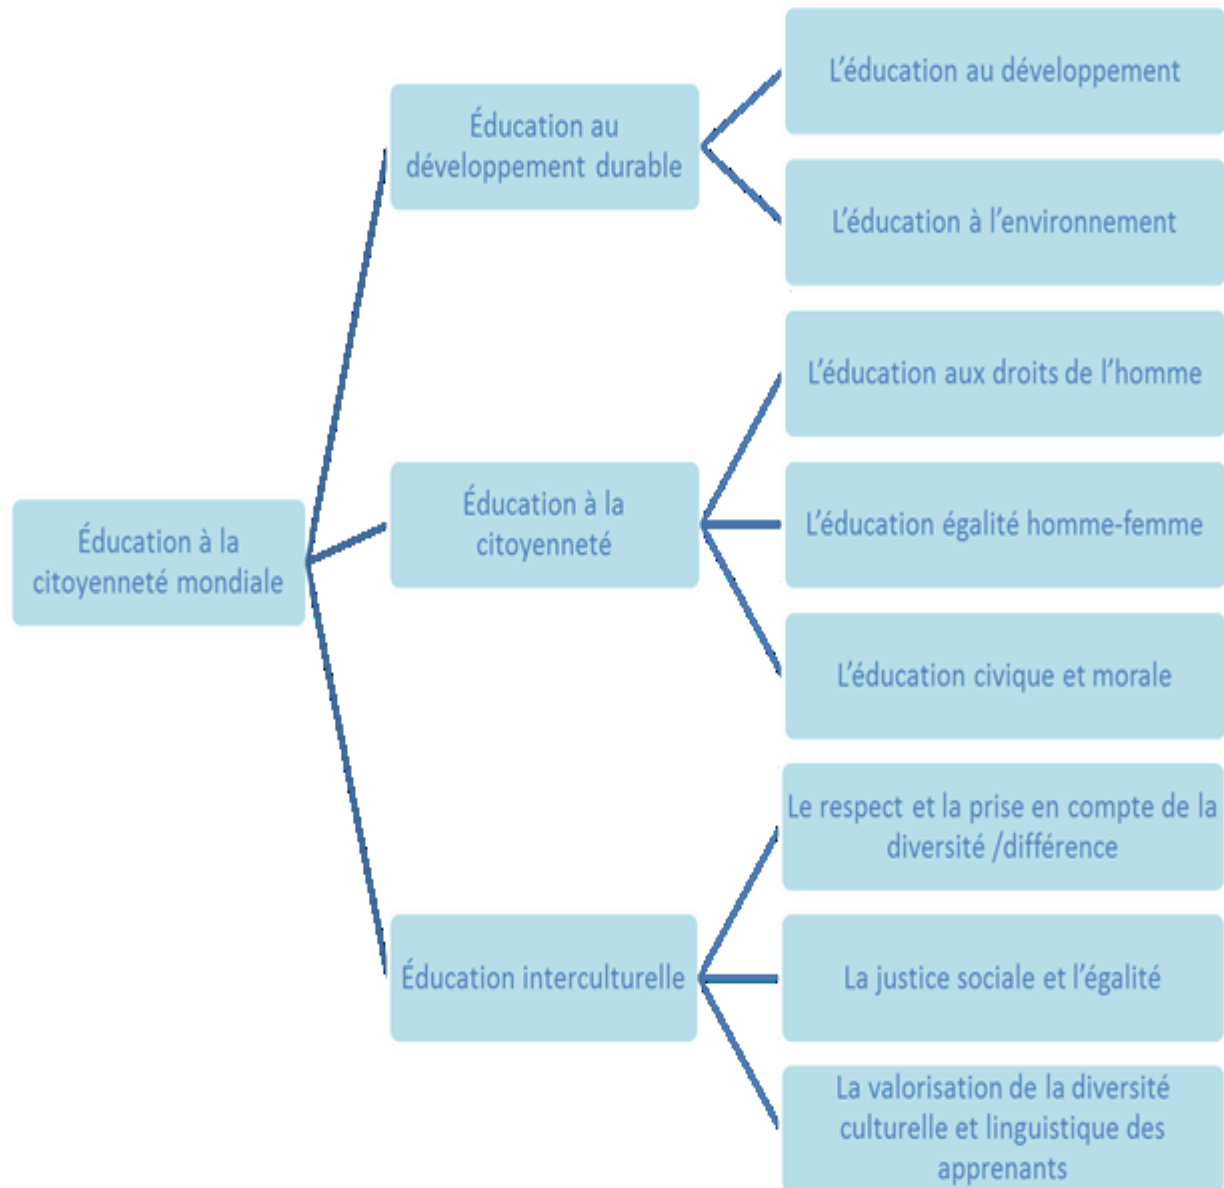 Éducation à la
citoyenneté mondiale
Éducation au
développement durable
L'éducation au développement
L'éducation à l'environnement
Éducation à la
citoyenneté
L'éducation aux droits de l'homme
L'éducation égalité homme-femme
L'éducation civique et morale
Éducation interculturelle
Le respect et la prise en compte de la
diversité /différence
La justice sociale et l'égalité
La valorisation de la diversité
culturelle et linguistique des
apprenants